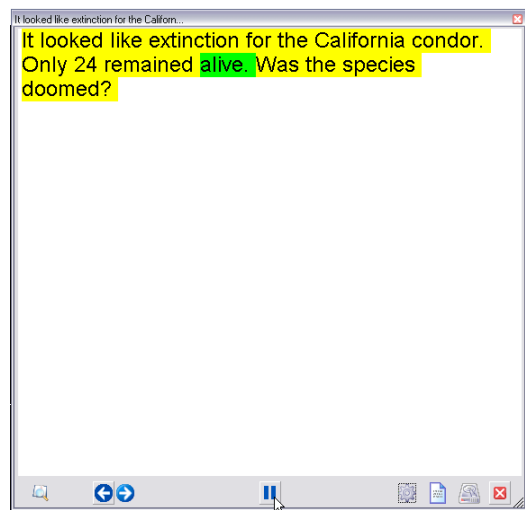 It looked like extinction for the Californ...
It looked like extinction for the California condor.
Only 24 remained alive. Was the species
doomed?